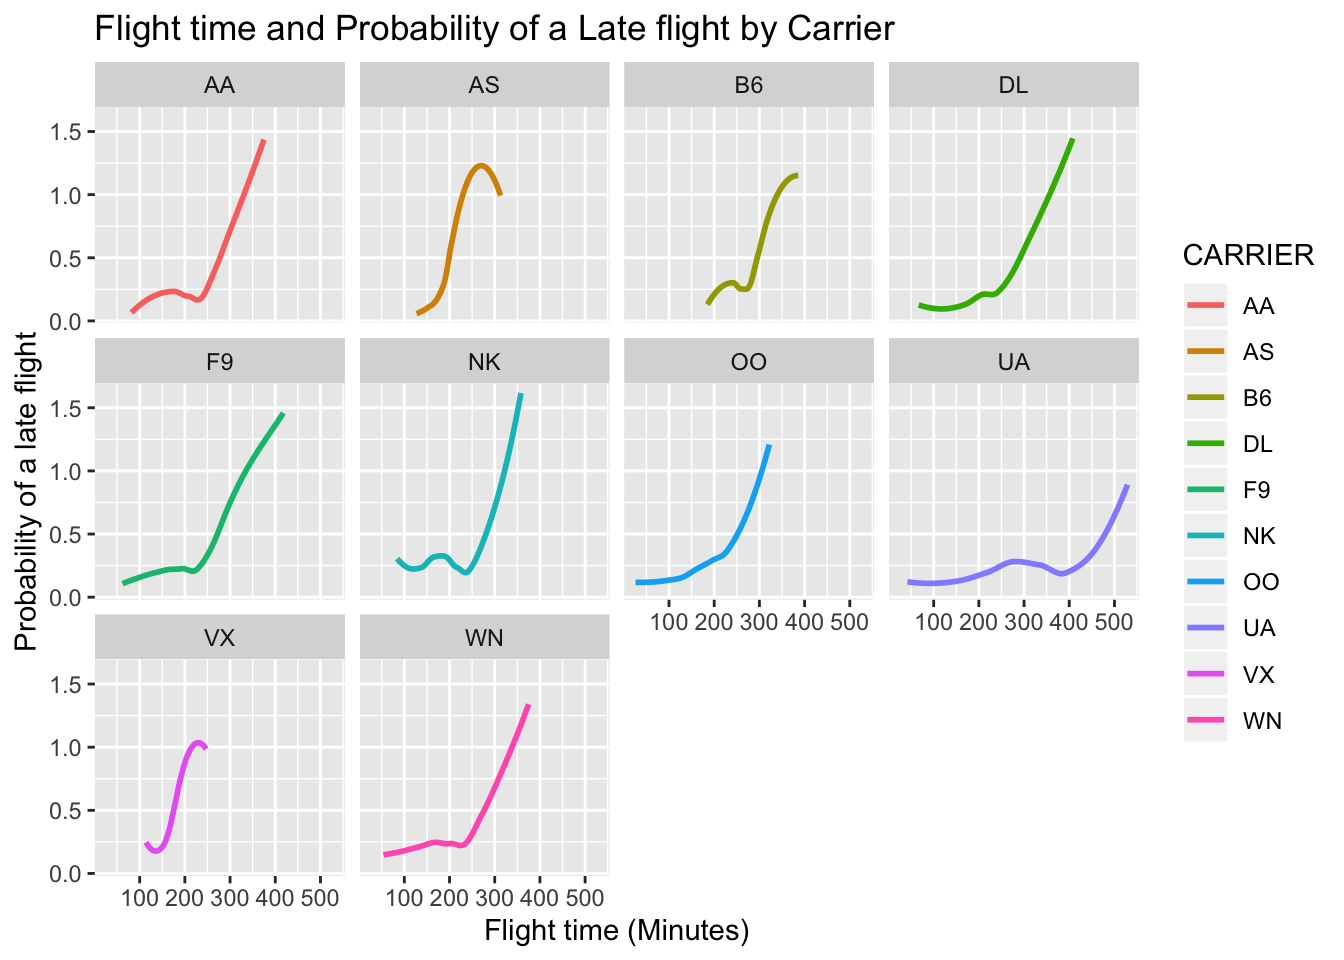 Flight time and Probability of a Late flight by Carrier
AA AS B6 DL
1.5
1.0
0.5
0.0
F9 NK OO UA
1.5
1.0
0.5
0.0
100 200 300 400 500 100 200 300 400 500
VX WN
1.5
1.0
0.5
0.0
100 200 300 400 500 100 200 300 400 500
Flight time (Minutes)
Probability of a late flight
CARRIER
AA
AS
B6
DL
F9
NK
OO
UA
VX
WN